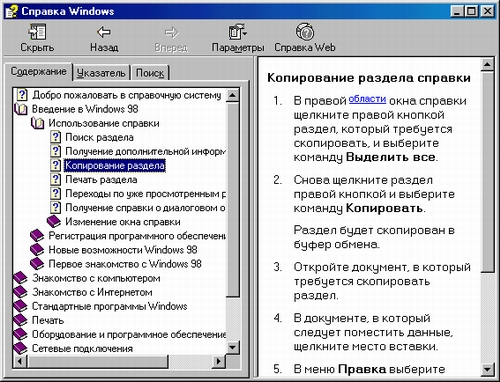 Справка Windows
Скрыть Назад Вперед Параметры Справка Web
Содержание Указатель Поиск
Добро пожаловать в справочную систему
Введение в Windows 98
Использование справки
Поиск раздела
Получение дополнительной информ
Копирование раздела
Печать раздела
Переходы по уже просмотренным р
Получение справки о диалоговом о
Изменение окна справки
Регистрация программного обеспечен
Новые возможности Windows 98
Первое знакомство с Windows 98
Знакомство с компьютером
Знакомство с Интернетом
Стандартные программы Windows
Печать
Оборудование и программное обеспечение
Сетевые подключения
Копирование раздела справки
1. В правой области окна справки
щелкните правой кнопкой
раздел, который требуется
скопировать, и выберите
команду Выделить все.
2. Снова щелкните раздел
правой кнопкой и выберите
команду Копировать.
Раздел будет скопирован в
буфер обмена.
3. Откройте документ, в который
требуется скопировать
раздел.
4. В документе, в который
следует поместить данные,
щелкните место вставки.
5. В меню Правка выберите